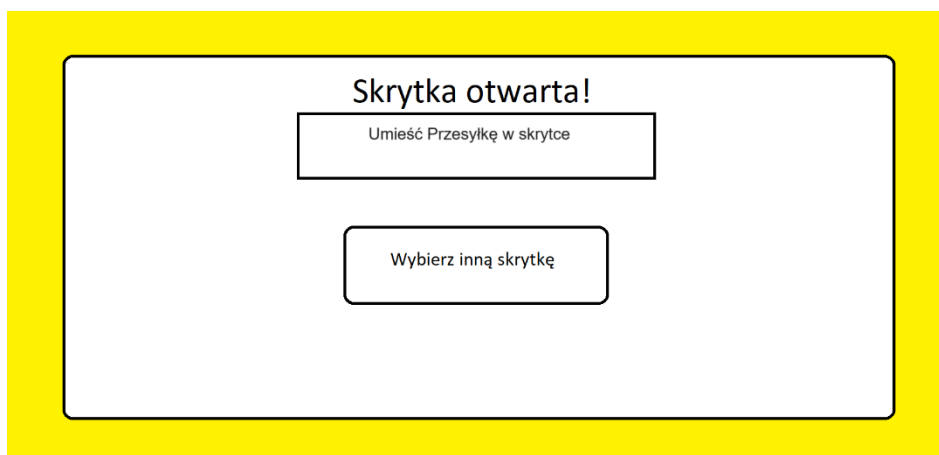 Skrytka otwarta!
Umieść Przesyłkę w skrytce
Wybierz inną skrytkę